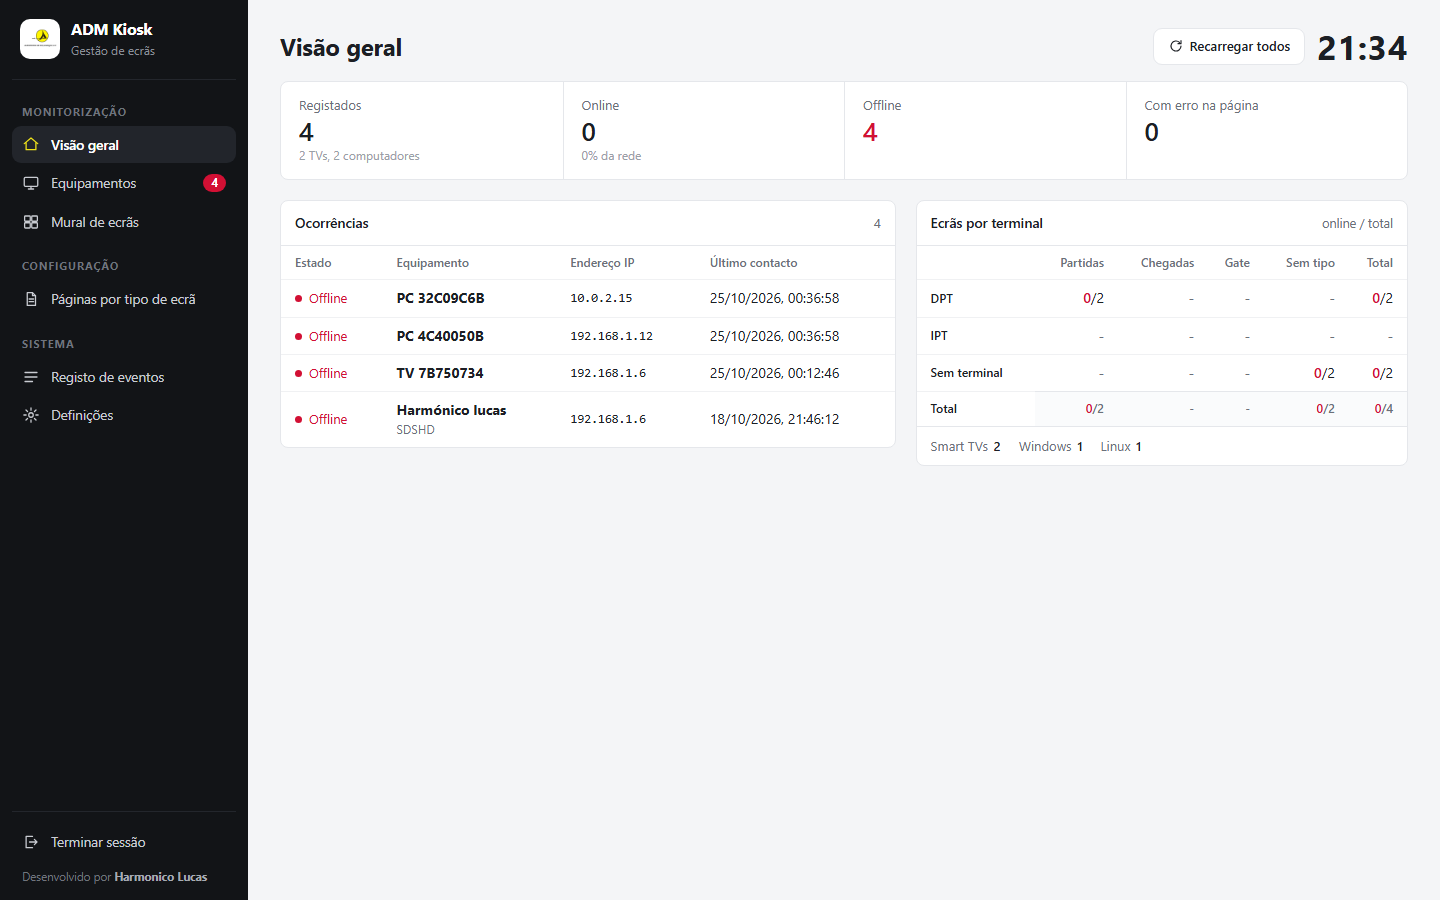 ADM Kiosk
Gestão de ecrãs
MONITORIZAÇÃO
Visão geral
Equipamentos 4
Mural de ecrãs
CONFIGURAÇÃO
Páginas por tipo de ecrã
SISTEMA
Registo de eventos
Definições
Terminar sessão
Desenvolvido por Harmonico Lucas
Visão geral
Recarregar todos 21:34
Registados
4
2 TVs, 2 computadores
Online
0
0% da rede
Offline
4
Com erro na página
0
Ocorrências 4
Estado Equipamento Endereço IP Último contacto
Offline PC 32C09C6B 10.0.2.15 25/10/2026, 00:36:58
Offline PC 4C40050B 192.168.1.12 25/10/2026, 00:36:58
Offline TV 7B750734 192.168.1.6 25/10/2026, 00:12:46
Offline Harmónico lucas 192.168.1.6 18/10/2026, 21:46:12
SDSHD
Ecrãs por terminal online / total
Partidas Chegadas Gate Sem tipo Total
DPT 0/2 - - - 0/2
IPT - - - - -
Sem terminal - - - 0/2 0/2
Total 0/2 - - 0/2 0/4
Smart TVs 2 Windows 1 Linux 1